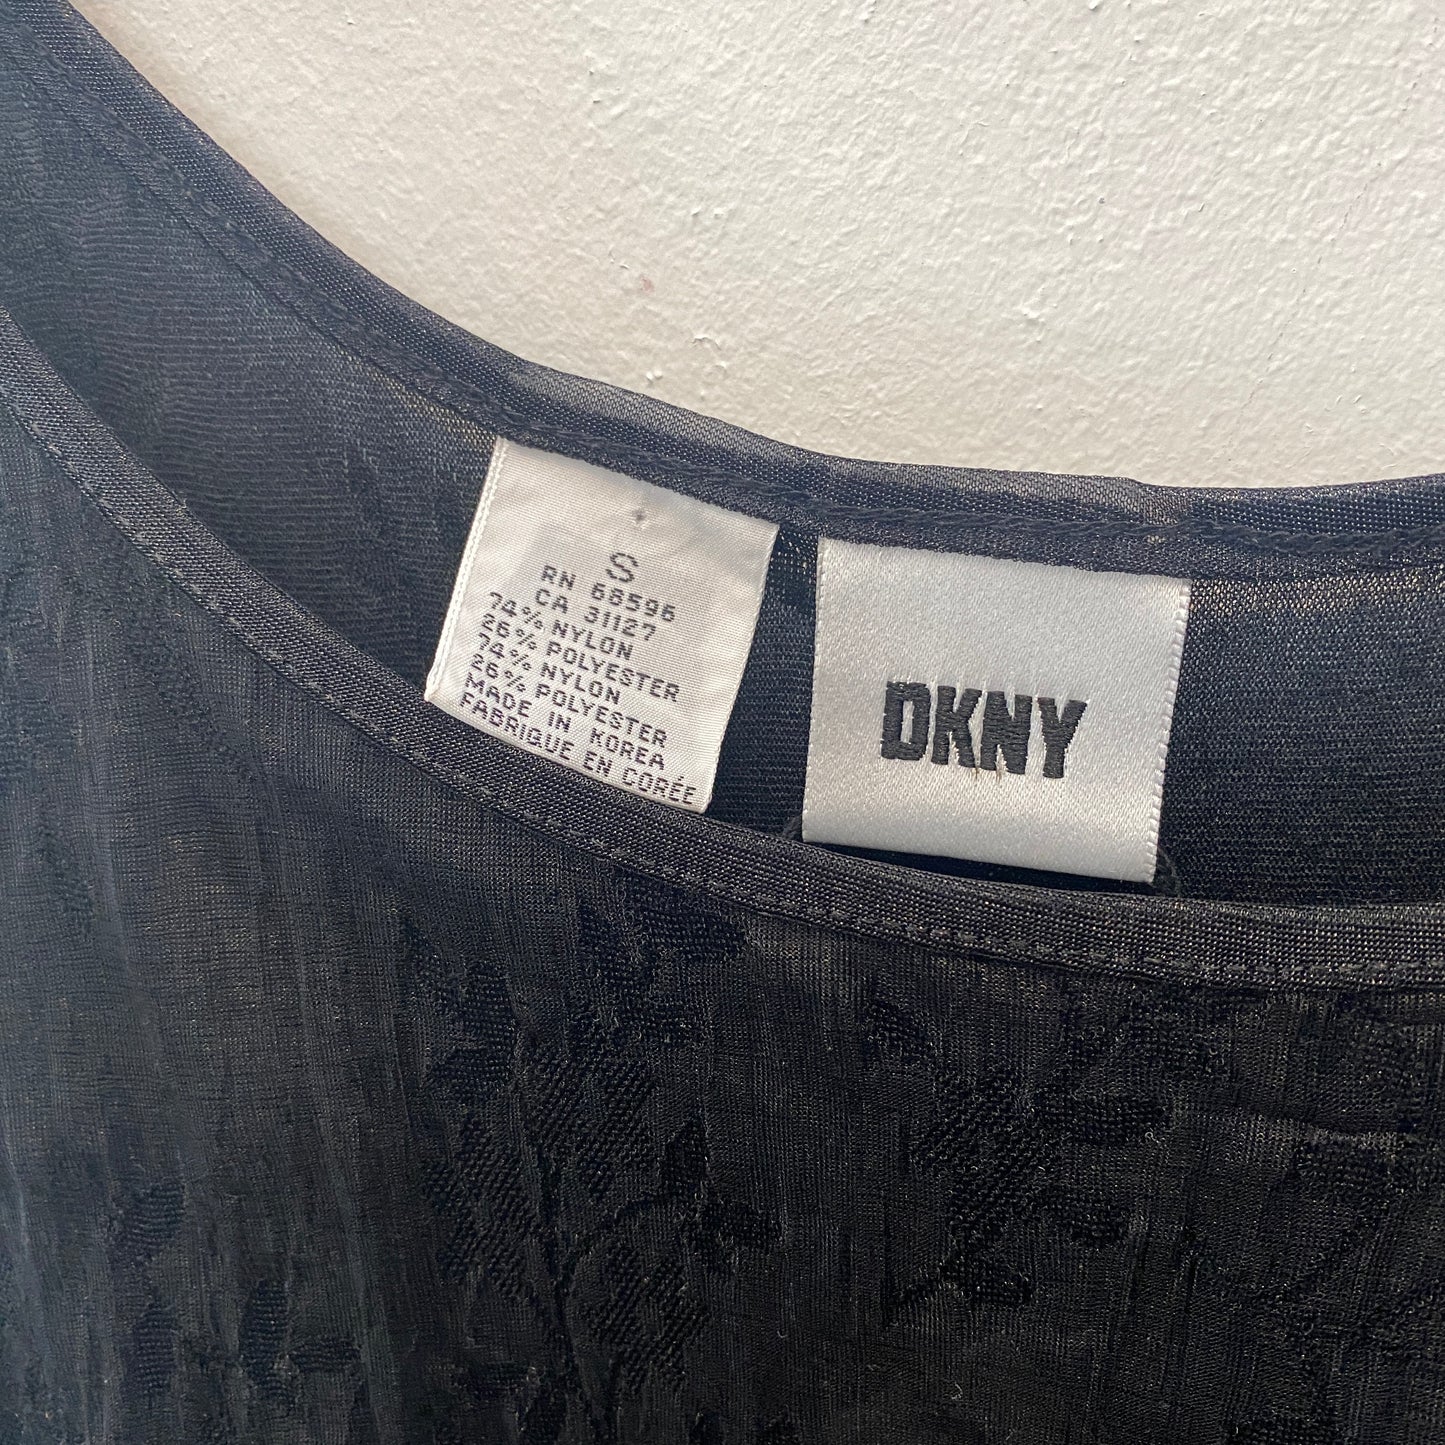 S
RN 68596
CA 31127
74% NYLON
26% POLYESTER
74% NYLON
26% POLYESTER
MADE IN KOREA
FABRIQUE EN CORÉE
DKNY